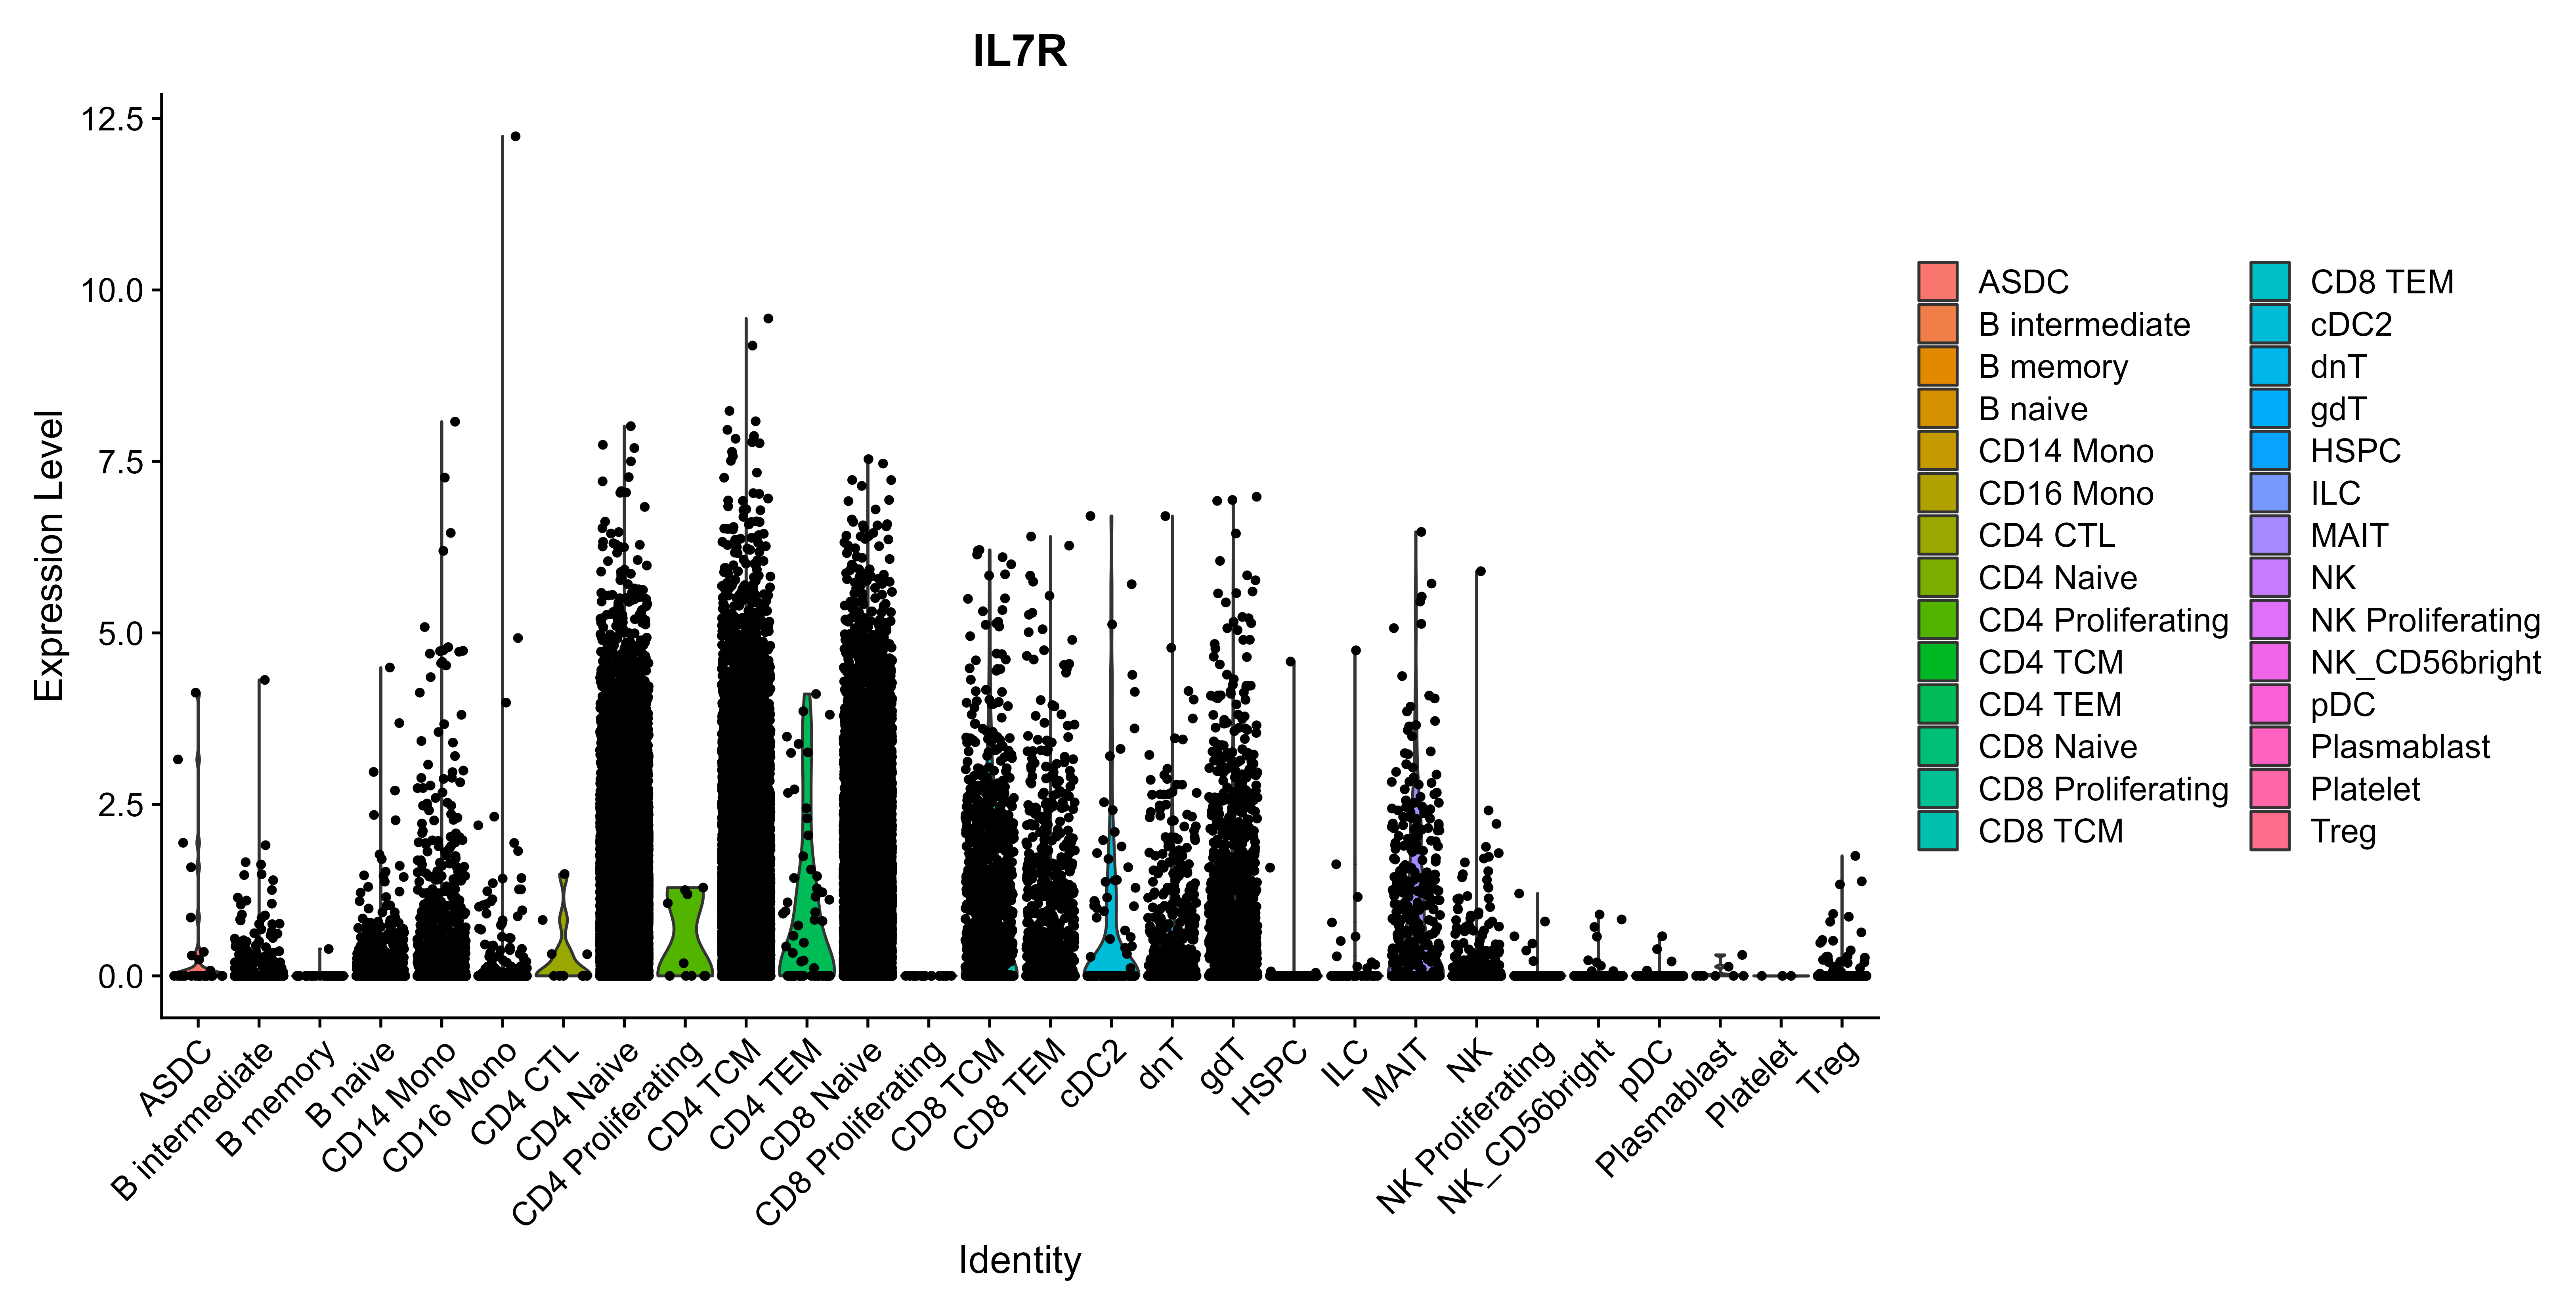 IL7R
Expression Level
12.5
10.0
7.5
5.0
2.5
0.0
ASDC
B intermediate
B memory
B naive
CD14 Mono
CD16 Mono
CD4 CTL
CD4 Naive
CD4 Proliferating
CD4 TCM
CD4 TEM
CD8 Naive
CD8 Proliferating
CD8 TCM
CD8 TEM
cDC2
dnT
gdT
HSPC
ILC
MAIT
NK
NK Proliferating
NK_CD56bright
pDC
Plasmablast
Platelet
Treg
Identity
ASDC
B intermediate
B memory
B naive
CD14 Mono
CD16 Mono
CD4 CTL
CD4 Naive
CD4 Proliferating
CD4 TCM
CD4 TEM
CD8 Naive
CD8 Proliferating
CD8 TCM
CD8 TEM
cDC2
dnT
gdT
HSPC
ILC
MAIT
NK
NK Proliferating
NK_CD56bright
pDC
Plasmablast
Platelet
Treg